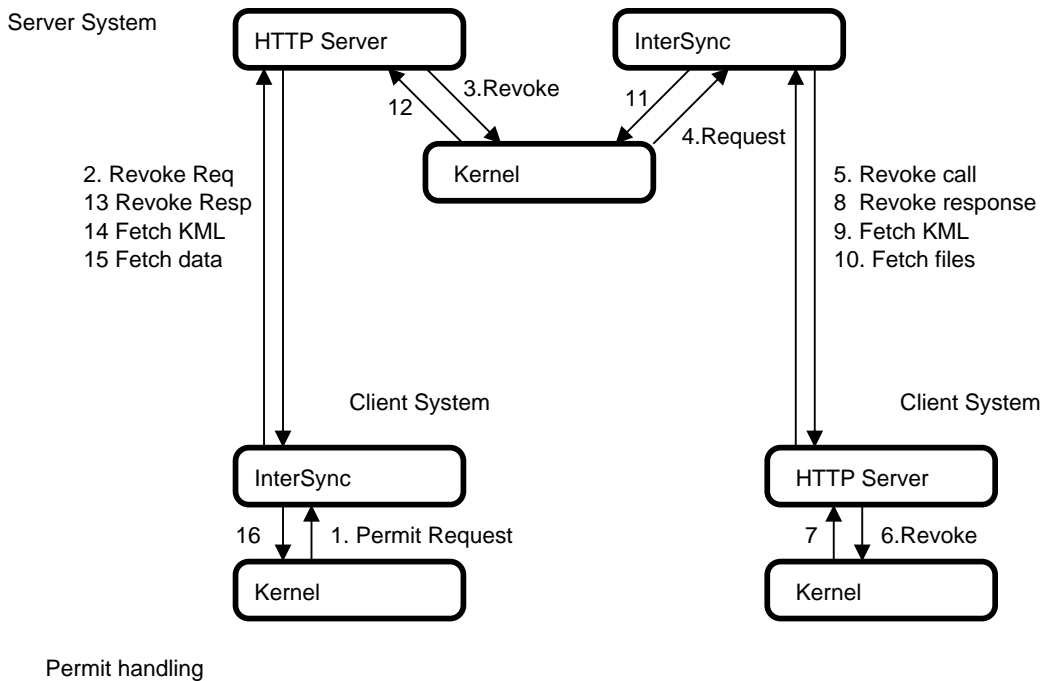 Server System
HTTP Server
InterSync
3.Revoke
12
11
4.Request
Kernel
2. Revoke Req
13 Revoke Resp
14 Fetch KML
15 Fetch data
5. Revoke call
8  Revoke response
9. Fetch KML
10. Fetch files
Client System
Client System
InterSync
HTTP Server
16
1. Permit Request
7
6.Revoke
Kernel
Kernel
Permit handling